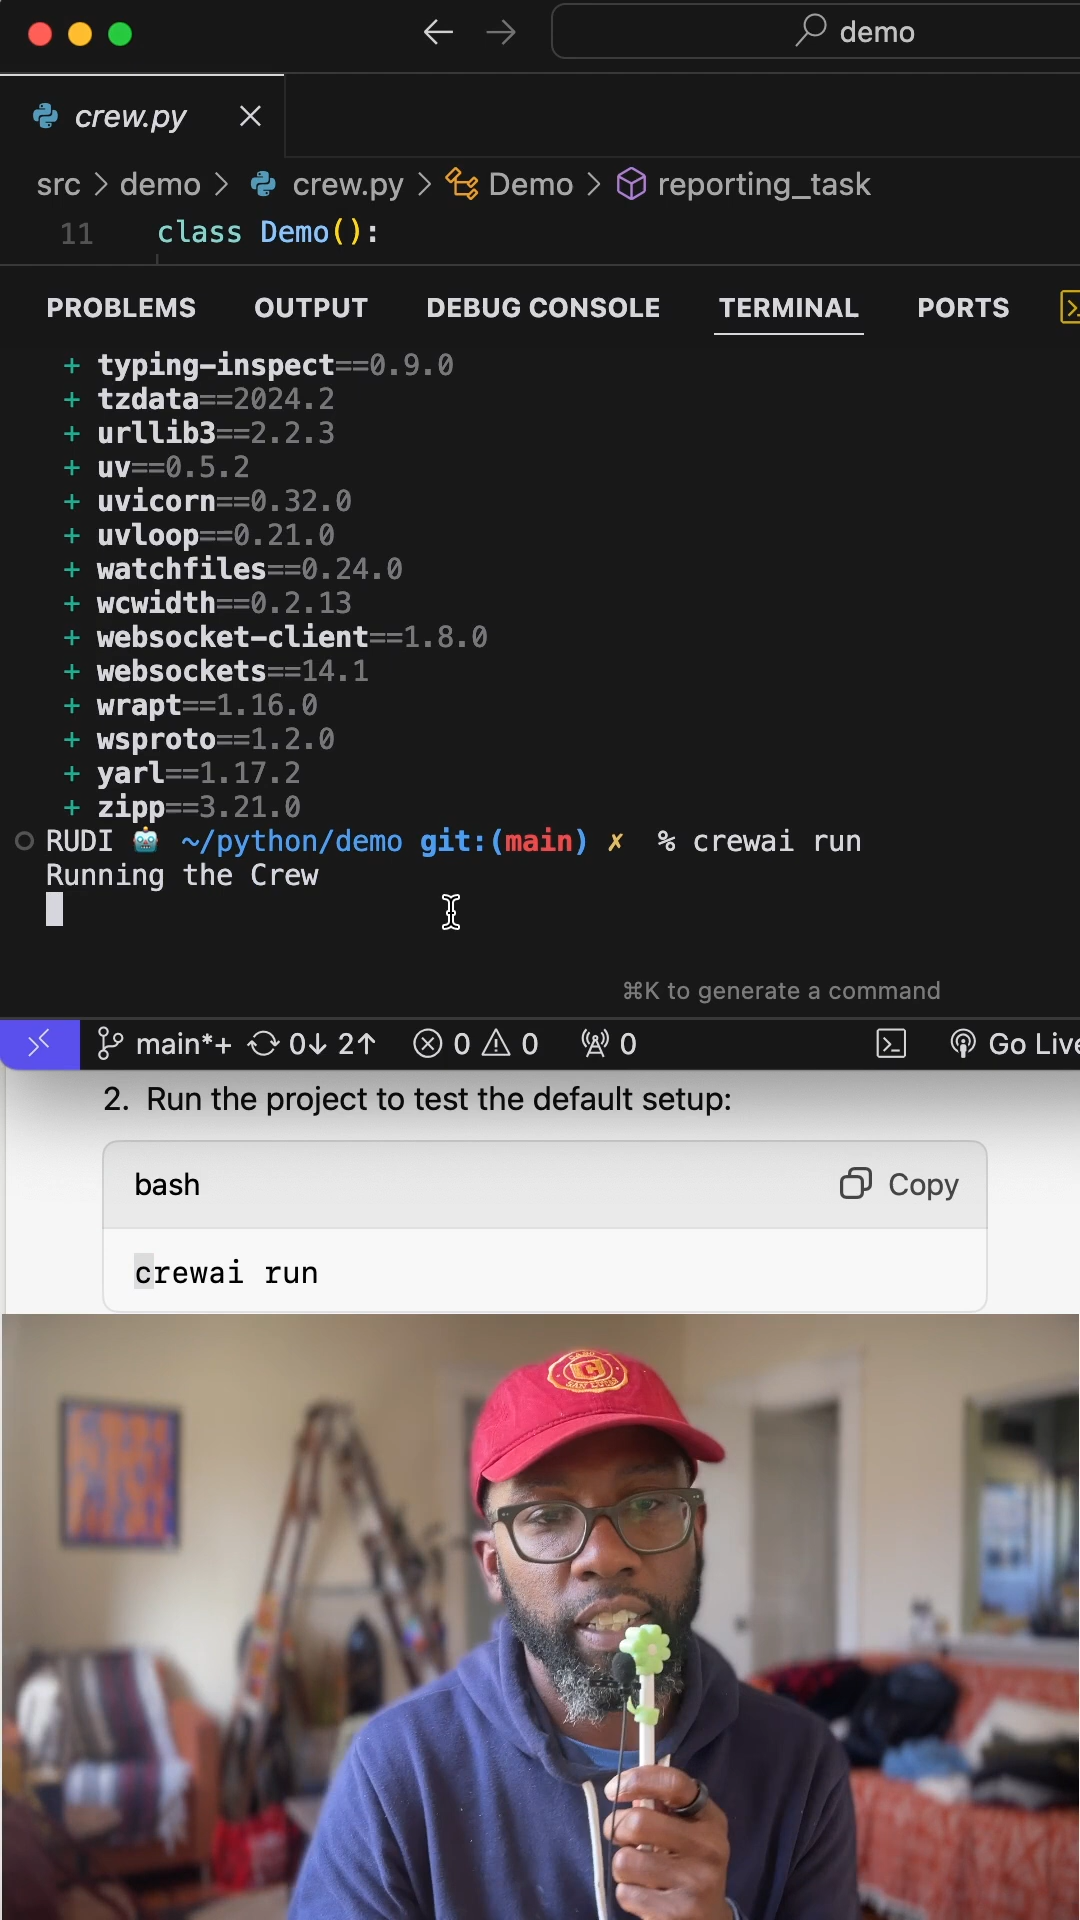 demo
crew.py
src > demo > crew.py > Demo > reporting_task
11 class Demo():
PROBLEMS OUTPUT DEBUG CONSOLE TERMINAL PORTS
+ typing-inspect==0.9.0
+ tzdata==2024.2
+ urllib3==2.2.3
+ uv==0.5.2
+ uvicorn==0.32.0
+ uvloop==0.21.0
+ watchfiles==0.24.0
+ wcwidth==0.2.13
+ websocket-client==1.8.0
+ websockets==14.1
+ wrapt==1.16.0
+ wsproto==1.2.0
+ yarl==1.17.2
+ zipp==3.21.0
RUDI 🤖 ~/python/demo git:(main) ✗ % crewai run
Running the Crew
⌘K to generate a command
main*+ 0↓ 2↑ 0 0 0 Go Live
2. Run the project to test the default setup:
bash Copy
crewai run
C